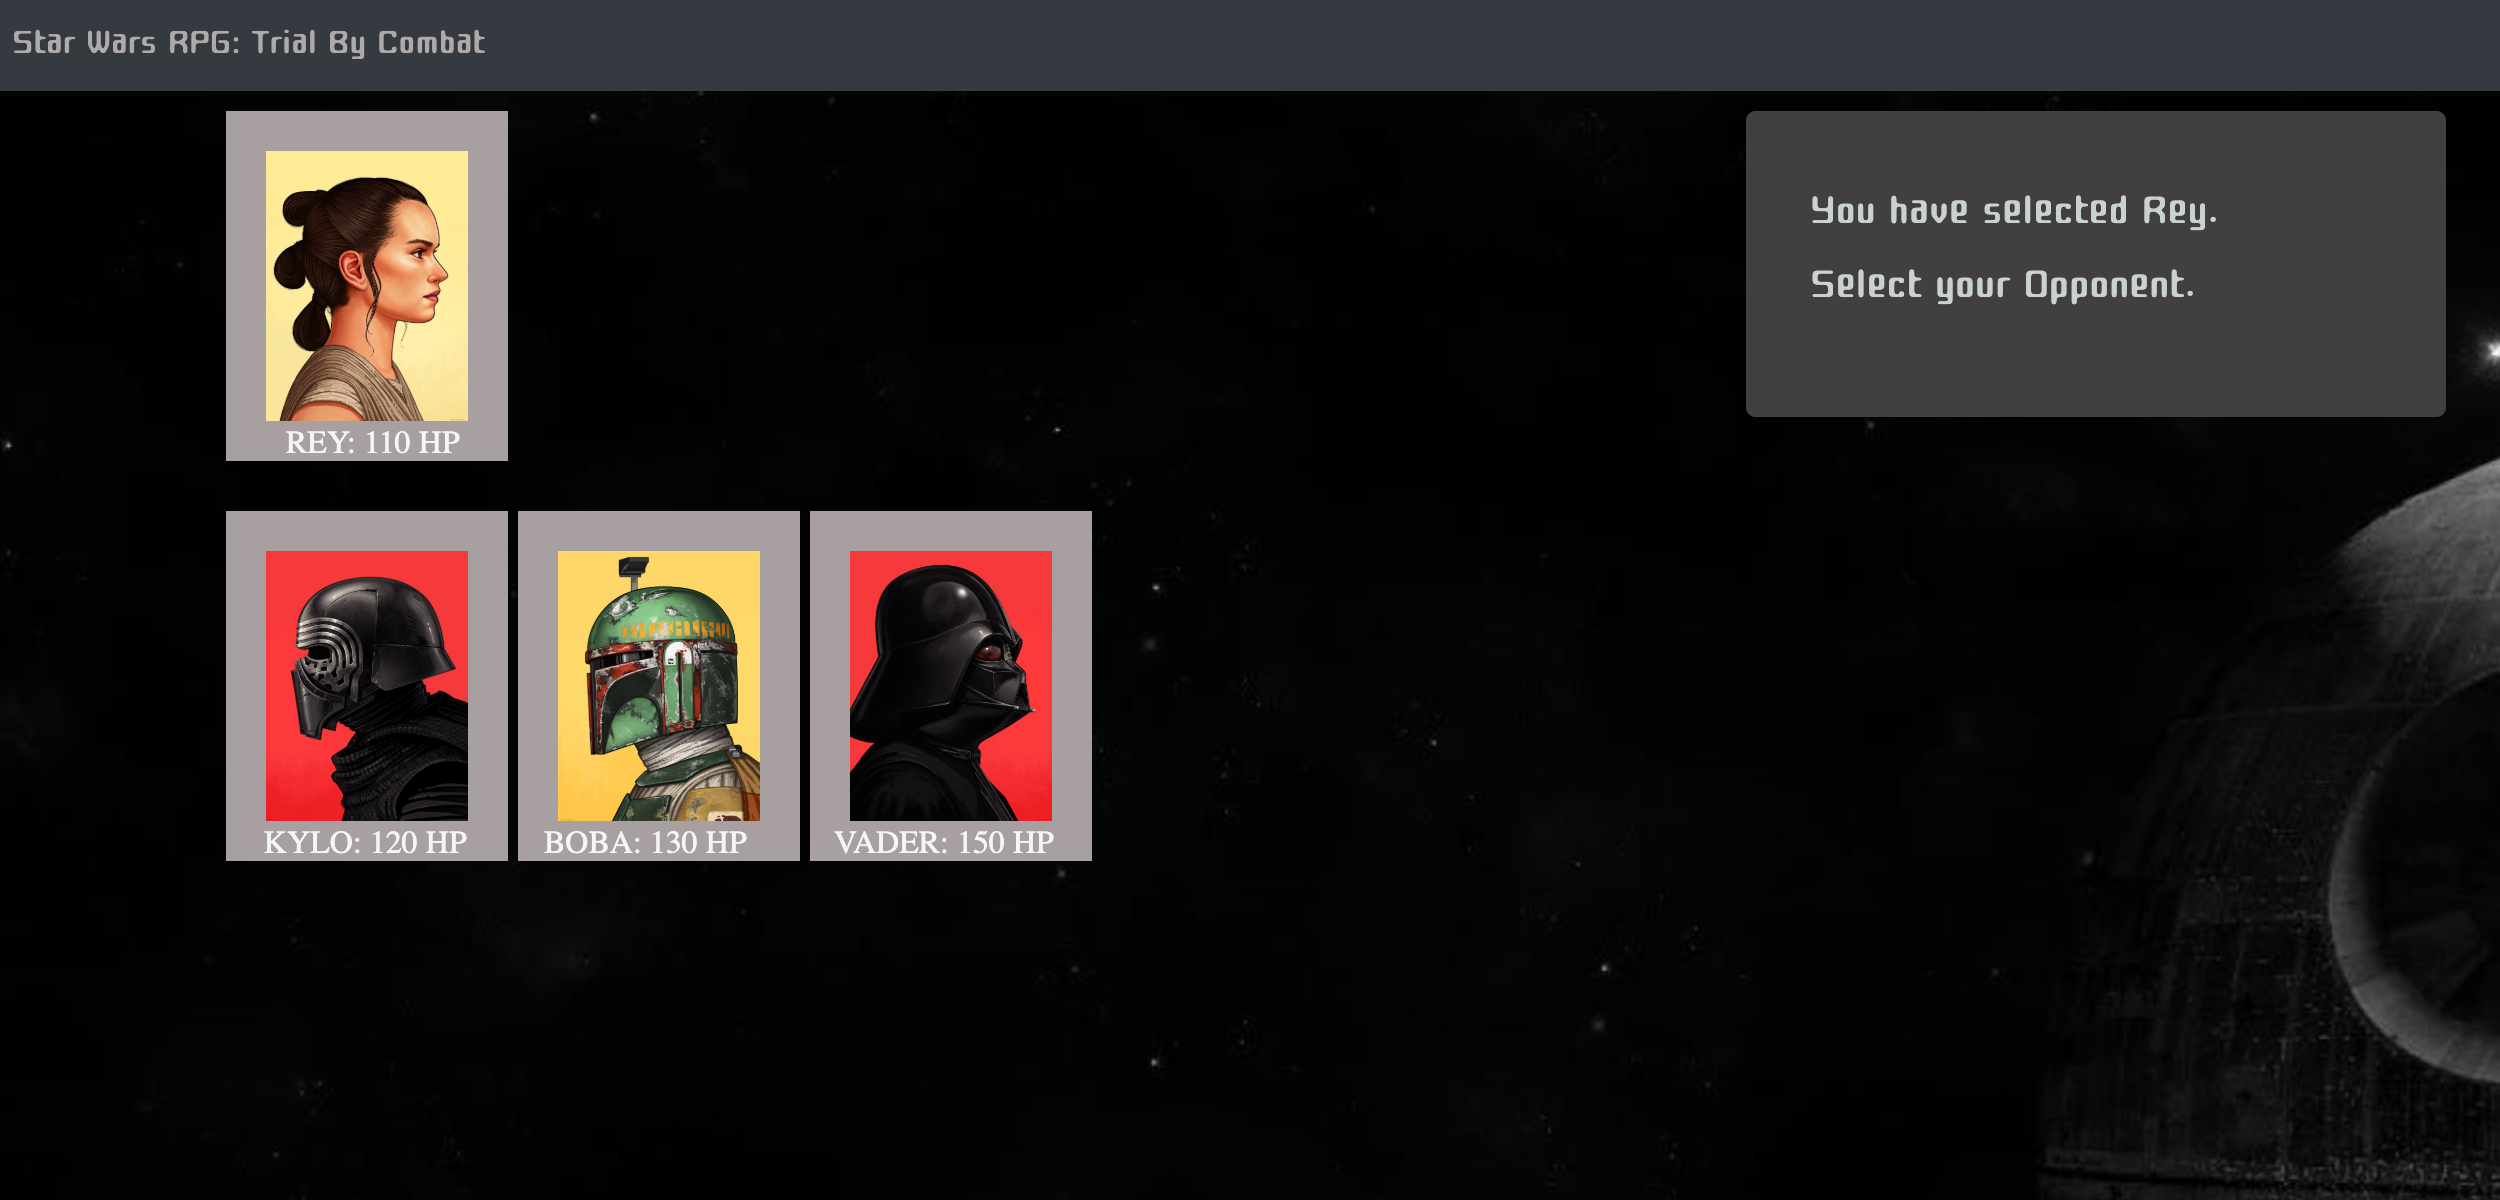 Star Wars RPG: Trial By Combat
You have selected Rey.
Select your Opponent.
REY: 110 HP
KYLO: 120 HP
BOBA: 130 HP
VADER: 150 HP